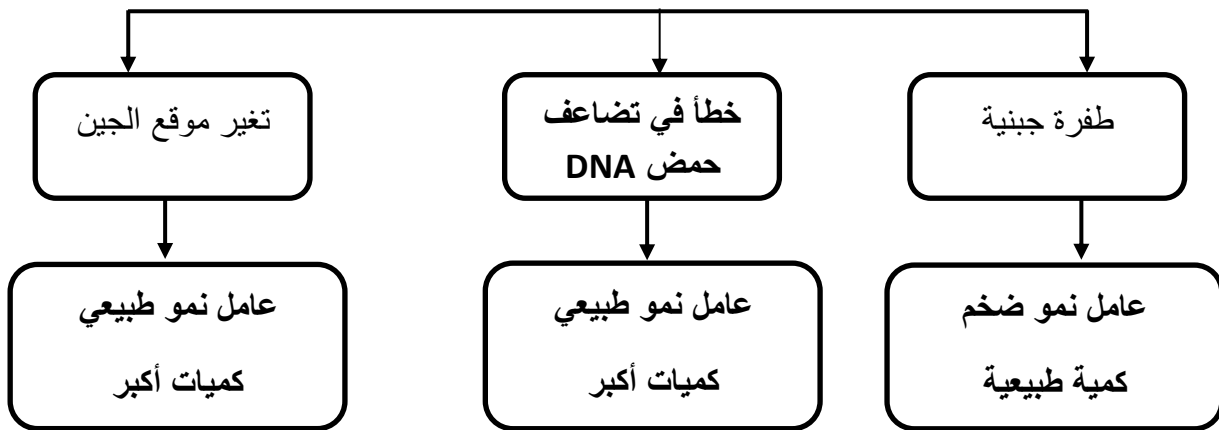 طفرة جبنية
خطأ في تضاعف
حمض DNA
تغير موقع الجين
عامل نمو ضخم
كمية طبيعية
عامل نمو طبيعي
كميات أكبر
عامل نمو طبيعي
كميات أكبر